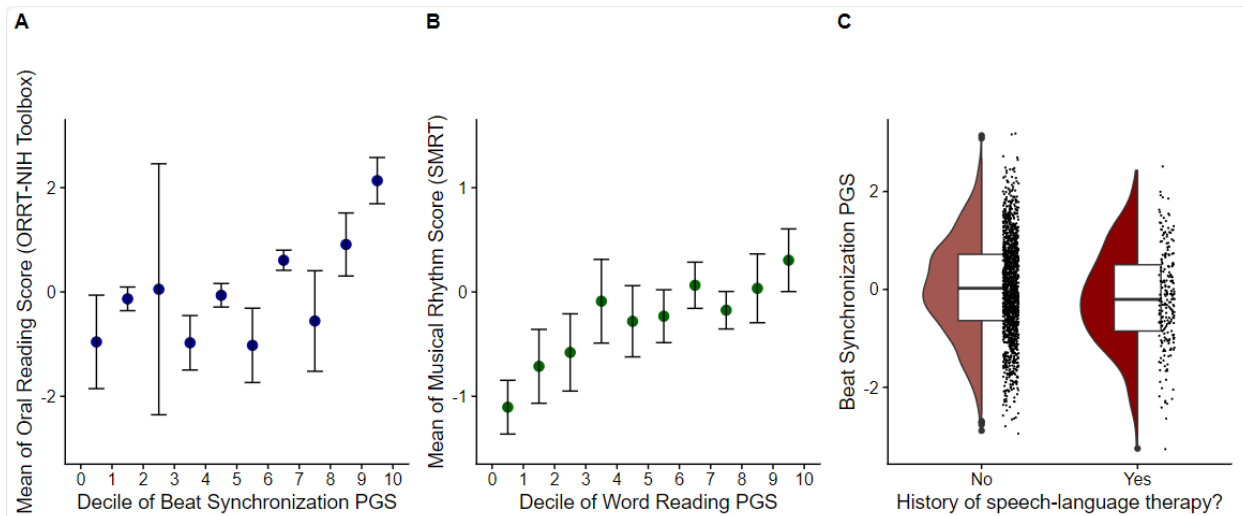 A
Mean of Oral Reading Score (ORRT-NIH Toolbox)
2
0
-2
0 1 2 3 4 5 6 7 8 9 10
Decile of Beat Synchronization PGS
B
Mean of Musical Rhythm Score (SMRT)
1
0
-1
0 1 2 3 4 5 6 7 8 9 10
Decile of Word Reading PGS
C
Beat Synchronization PGS
2
0
-2
No Yes
History of speech-language therapy?